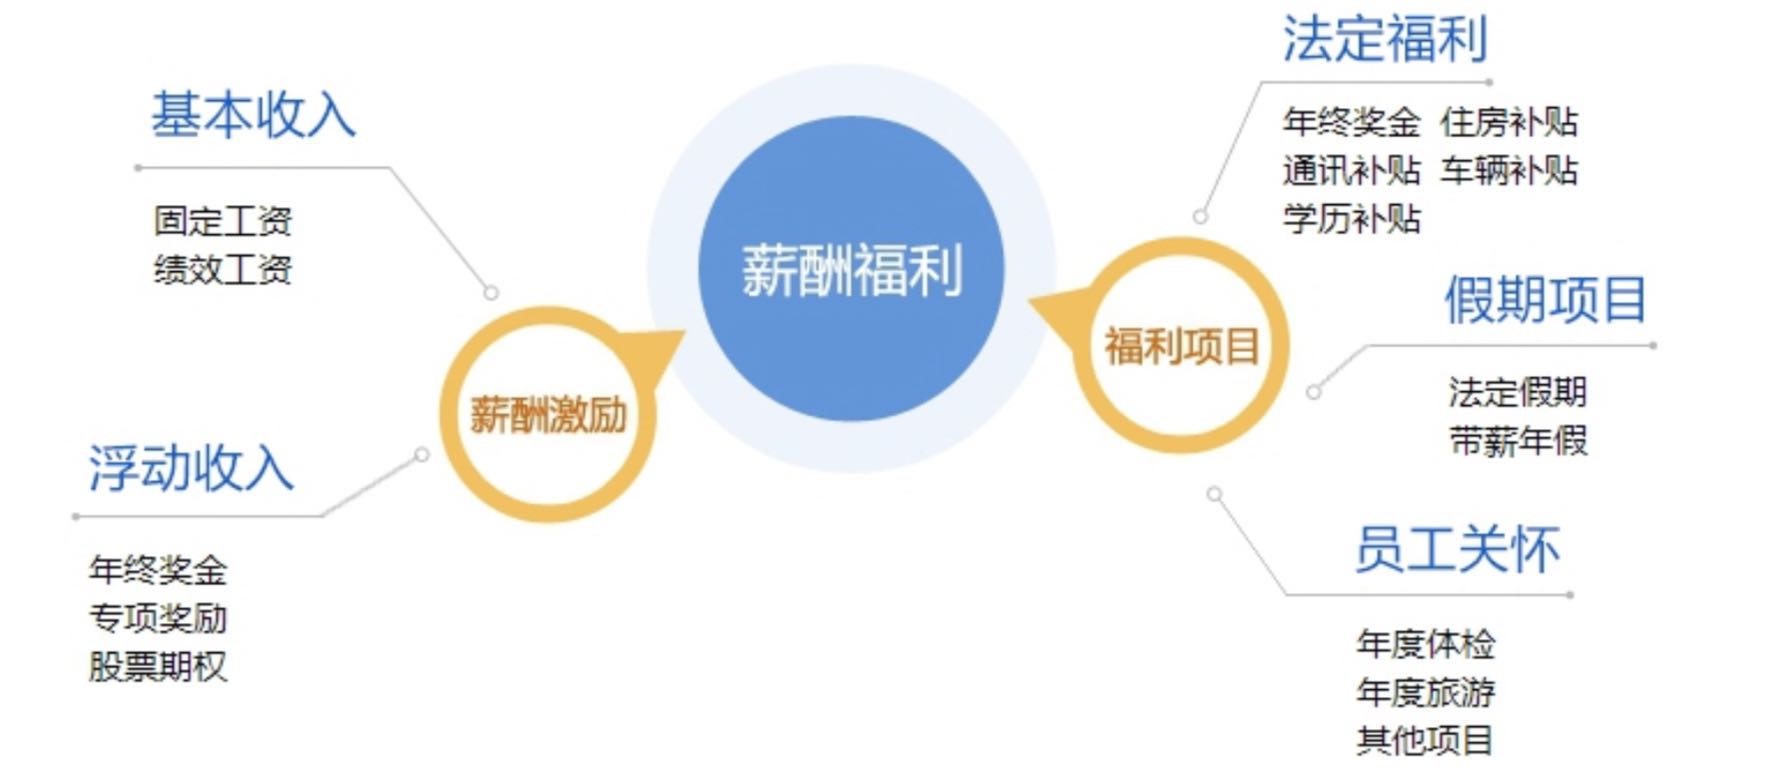 薪酬福利
薪酬激励
基本收入
固定工资
绩效工资
浮动收入
年终奖金
专项奖励
股票期权
福利项目
法定福利
年终奖金 住房补贴
通讯补贴 车辆补贴
学历补贴
假期项目
法定假期
带薪年假
员工关怀
年度体检
年度旅游
其他项目